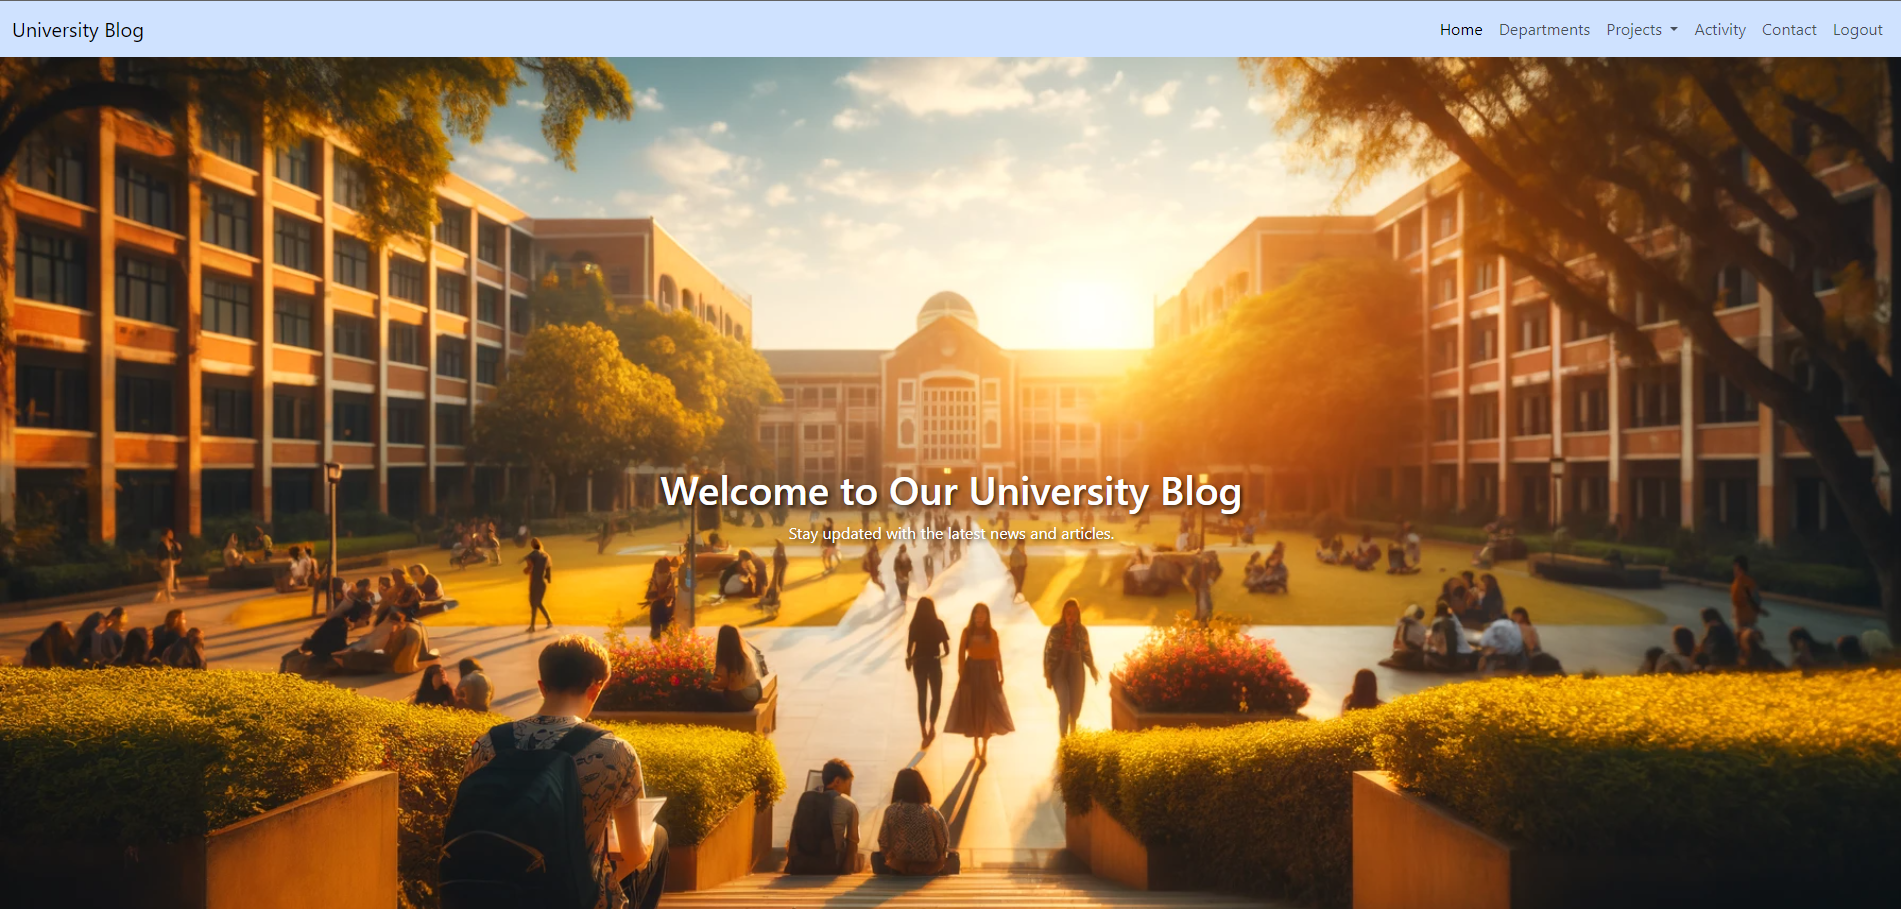 University Blog
Home Departments Projects Activity Contact Logout
Welcome to Our University Blog
Stay updated with the latest news and articles.